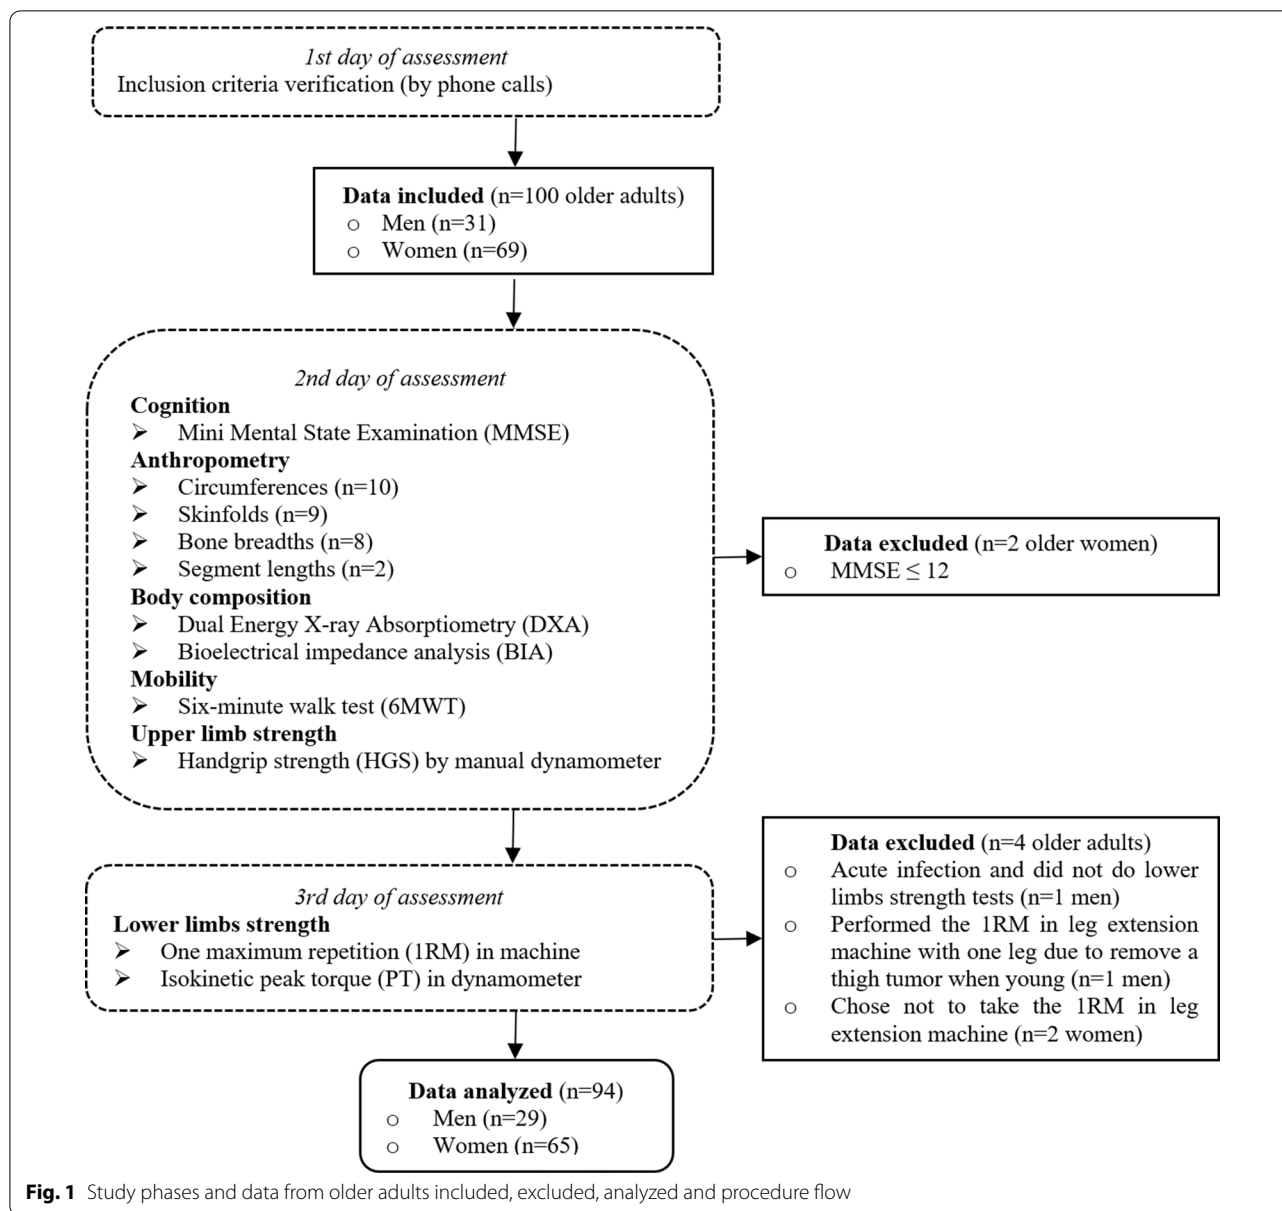 1st day of assessment
Inclusion criteria verification (by phone calls)
Data included (n=100 older adults)
o Men (n=31)
o Women (n=69)
2nd day of assessment
Cognition
➢ Mini Mental State Examination (MMSE)
Anthropometry
➢ Circumferences (n=10)
➢ Skinfolds (n=9)
➢ Bone breadths (n=8)
➢ Segment lengths (n=2)
Body composition
➢ Dual Energy X-ray Absorptiometry (DXA)
➢ Bioelectrical impedance analysis (BIA)
Mobility
➢ Six-minute walk test (6MWT)
Upper limb strength
➢ Handgrip strength (HGS) by manual dynamometer
Data excluded (n=2 older women)
o MMSE ≤ 12
3rd day of assessment
Lower limbs strength
➢ One maximum repetition (1RM) in machine
➢ Isokinetic peak torque (PT) in dynamometer
Data excluded (n=4 older adults)
o Acute infection and did not do lower
limbs strength tests (n=1 men)
o Performed the 1RM in leg extension
machine with one leg due to remove a
thigh tumor when young (n=1 men)
o Chose not to take the 1RM in leg
extension machine (n=2 women)
Data analyzed (n=94)
o Men (n=29)
o Women (n=65)
Fig. 1 Study phases and data from older adults included, excluded, analyzed and procedure flow